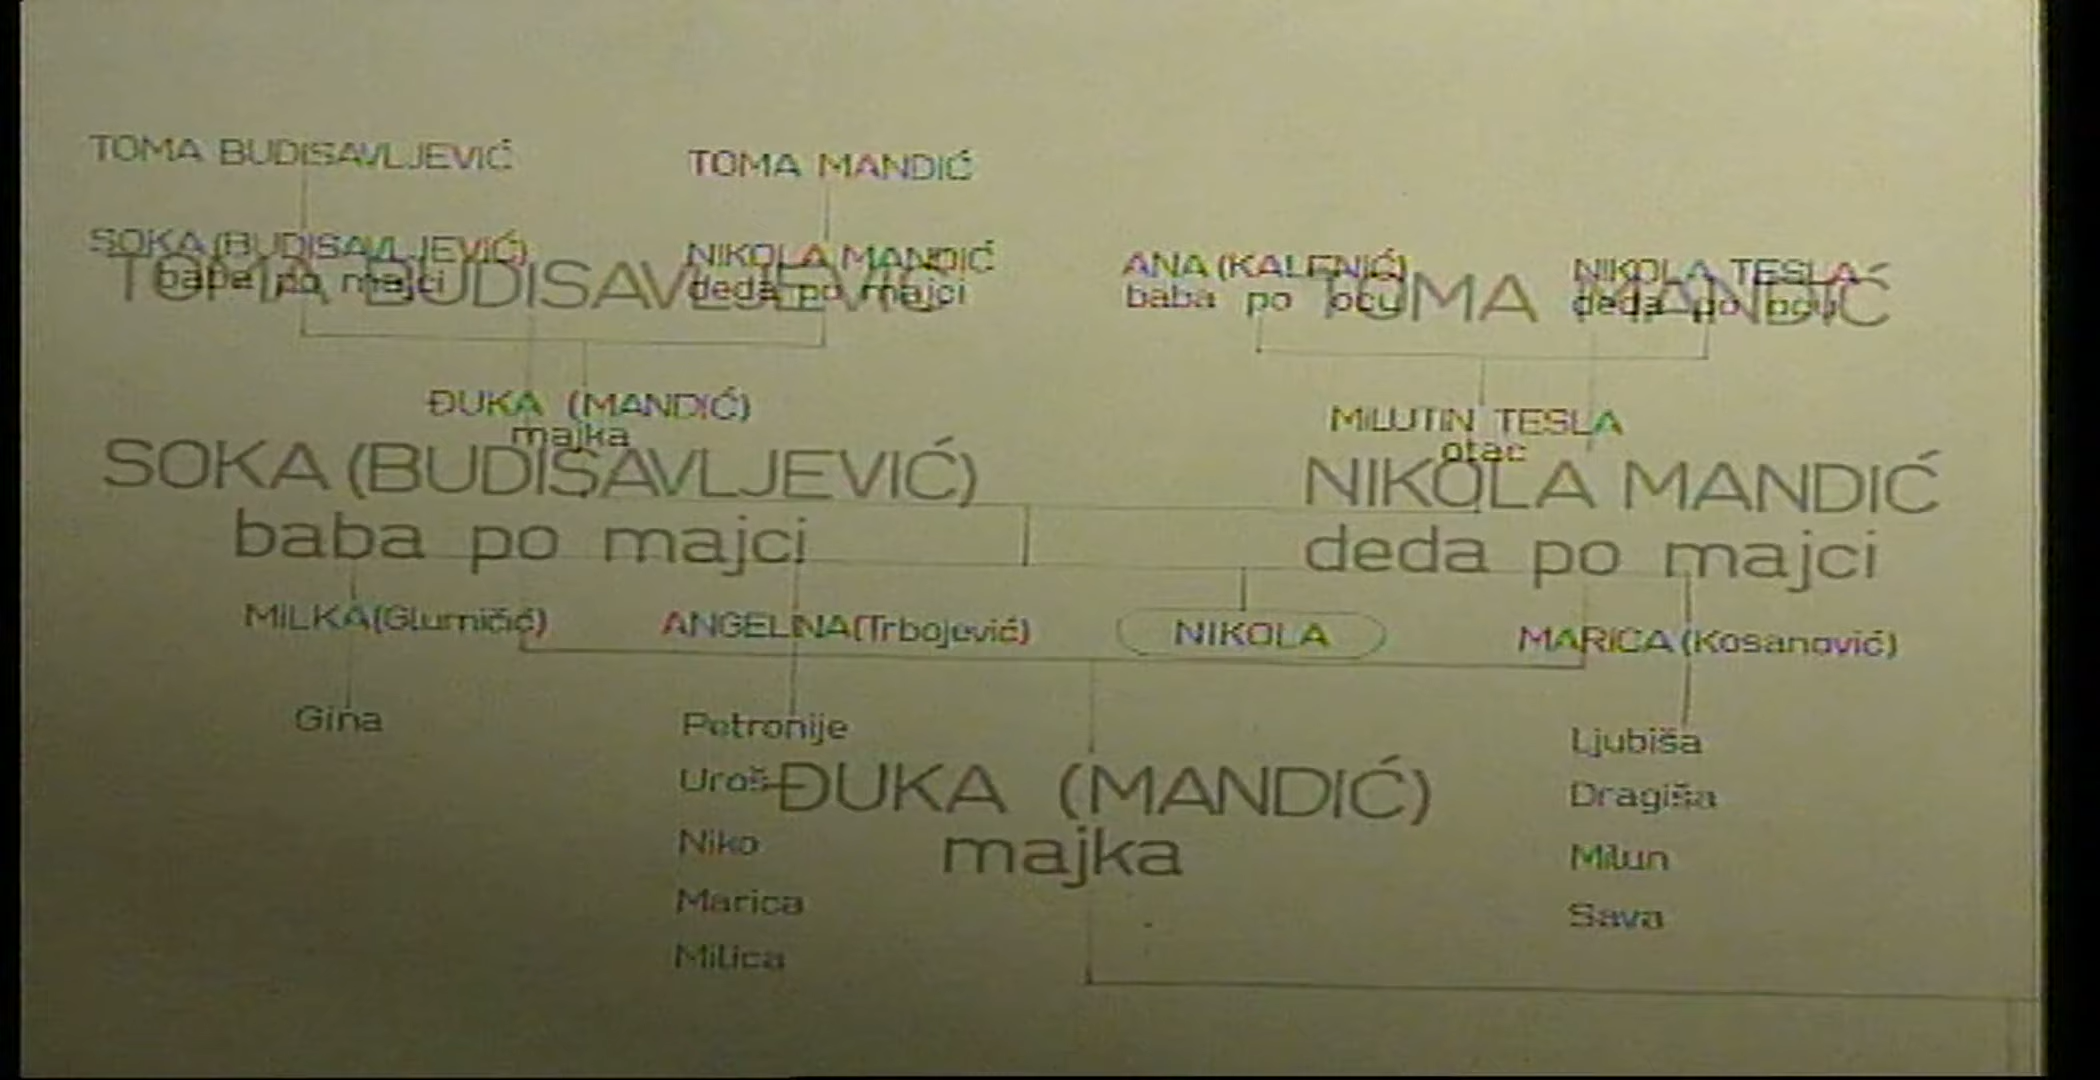 TOMA BUDISAVLJEVIĆ
TOMA MANDIĆ
SOKA (BUDISAVLJEVIĆ)
baba po majci
NIKOLA MANDIĆ
deda po majci
ANA (KALENIĆ)
baba po ocu
NIKOLA TESLA
deda po ocu
TOMA BUDISAVLJEVIĆ
TOMA MANDIĆ
ĐUKA (MANDIĆ)
majka
MILUTIN TESLA
otac
SOKA (BUDISAVLJEVIĆ)
baba po majci
NIKOLA MANDIĆ
deda po majci
MILKA (Glumičić)
ANGELINA (Trbojević)
NIKOLA
MARICA (Kosanović)
Gina
Petronije
Uroš
Niko
Marica
Milica
ĐUKA (MANDIĆ)
majka
Ljubiša
Dragiša
Milun
Sava